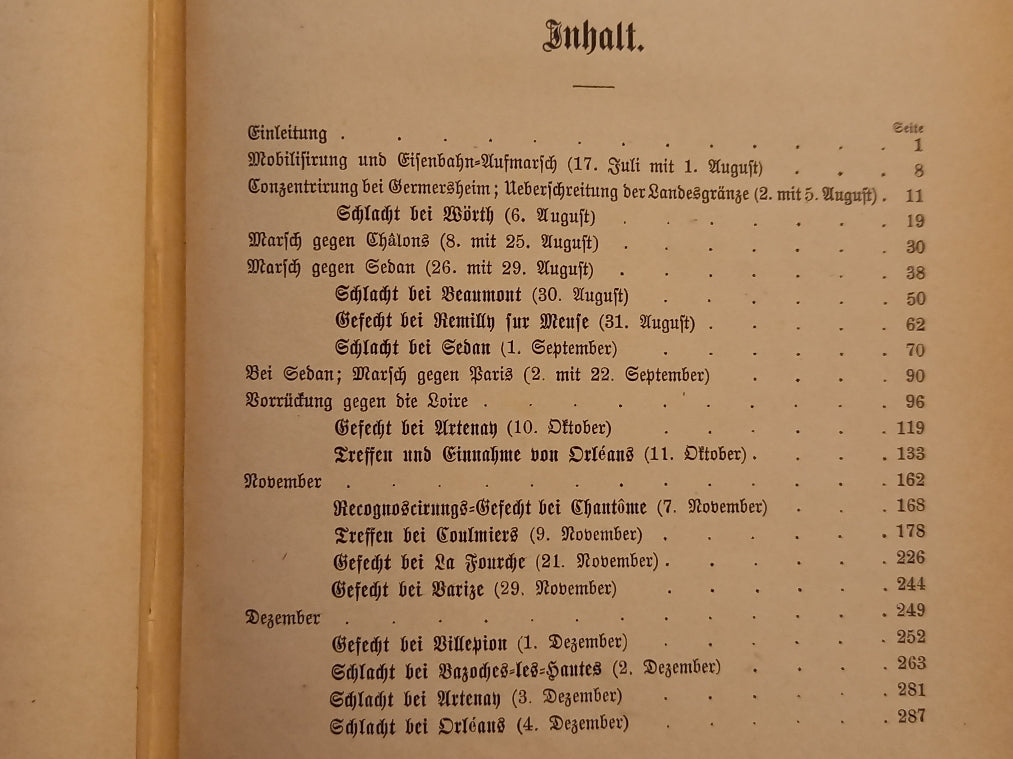 Inhalt.
Seite
Einleitung . . . . . . . . . . . . . 1
Mobilisirung und Eisenbahn-Aufmarsch (17. Juli mit 1. August) . . . 8
Conzentrirung bei Germersheim; Ueberschreitung der Landesgränze (2. mit 5. August) . 11
Schlacht bei Wörth (6. August) . . . . . . . 19
Marsch gegen Châlons (8. mit 25. August) . . . . . . . 30
Marsch gegen Sedan (26. mit 29. August) . . . . . . . 38
Schlacht bei Beaumont (30. August) . . . . . . 50
Gefecht bei Remilly sur Meuse (31. August) . . . . . 62
Schlacht bei Sedan (1. September) . . . . . . 70
Bei Sedan; Marsch gegen Paris (2. mit 22. September) . . . . 90
Vorrückung gegen die Loire . . . . . . . . . . 96
Gefecht bei Artenay (10. Oktober) . . . . . . 119
Treffen und Einnahme von Orléans (11. Oktober) . . . . 133
November . . . . . . . . . . . . . 162
Recognoscirungs-Gefecht bei Chantôme (7. November) . . . 168
Treffen bei Coulmiers (9. November) . . . . . . 178
Gefecht bei La Fourche (21. November) . . . . . . 226
Gefecht bei Varize (29. November) . . . . . . 244
Dezember . . . . . . . . . . . . . 249
Gefecht bei Villepion (1. Dezember) . . . . . . 252
Schlacht bei Bazoches-les-Hautes (2. Dezember) . . . . 263
Schlacht bei Artenay (3. Dezember) . . . . . . 281
Schlacht bei Orléans (4. Dezember) . . . . . . 287